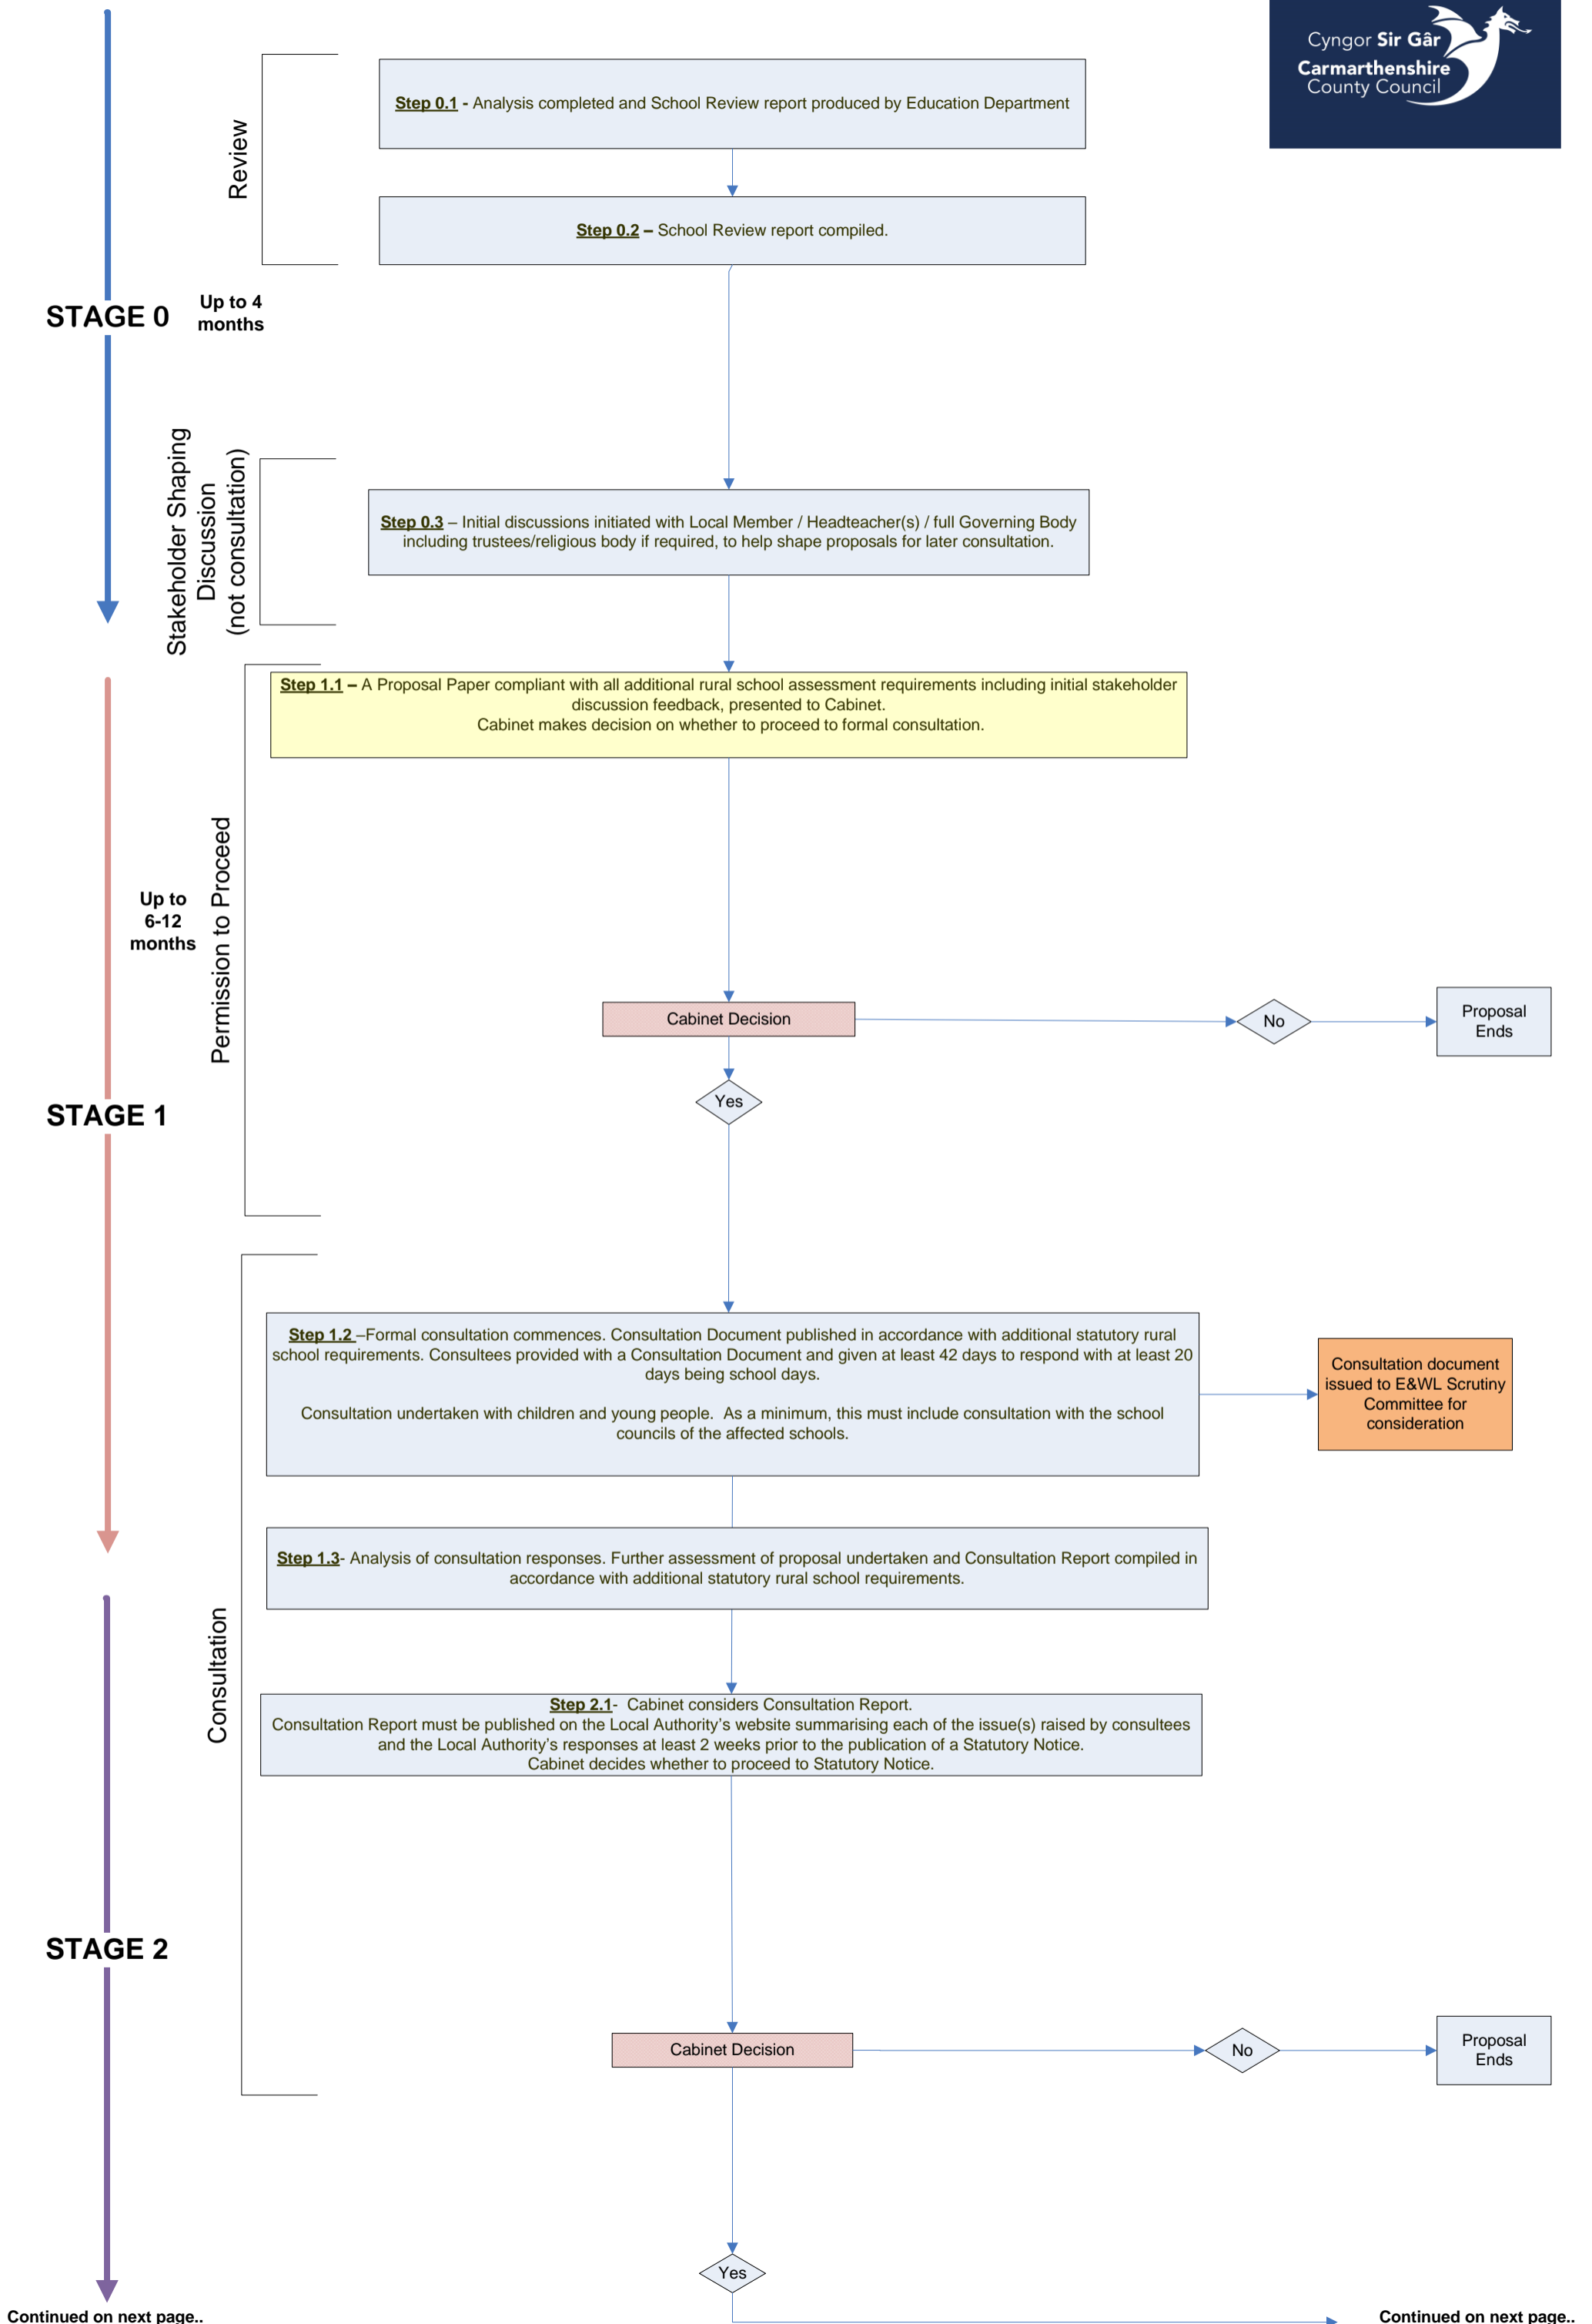 Cyngor Sir Gâr
Carmarthenshire
County Council
Review
Step 0.1 - Analysis completed and School Review report produced by Education Department
Step 0.2 – School Review report compiled.
STAGE 0
Up to 4
months
Stakeholder Shaping
Discussion
(not consultation)
Step 0.3 – Initial discussions initiated with Local Member / Headteacher(s) / full Governing Body
including trustees/religious body if required, to help shape proposals for later consultation.
Step 1.1 – A Proposal Paper compliant with all additional rural school assessment requirements including initial stakeholder
discussion feedback, presented to Cabinet.
Cabinet makes decision on whether to proceed to formal consultation.
Up to
6-12
months
Permission to Proceed
Cabinet Decision
No
Proposal
Ends
Yes
STAGE 1
Step 1.2 –Formal consultation commences. Consultation Document published in accordance with additional statutory rural
school requirements. Consultees provided with a Consultation Document and given at least 42 days to respond with at least 20
days being school days.
Consultation undertaken with children and young people.  As a minimum, this must include consultation with the school
councils of the affected schools.
Consultation document
issued to E&WL Scrutiny
Committee for
consideration
Step 1.3- Analysis of consultation responses. Further assessment of proposal undertaken and Consultation Report compiled in
accordance with additional statutory rural school requirements.
Consultation
Step 2.1-  Cabinet considers Consultation Report.
Consultation Report must be published on the Local Authority’s website summarising each of the issue(s) raised by consultees
and the Local Authority’s responses at least 2 weeks prior to the publication of a Statutory Notice.
Cabinet decides whether to proceed to Statutory Notice.
STAGE 2
Cabinet Decision
No
Proposal
Ends
Yes
Continued on next page..
Continued on next page..